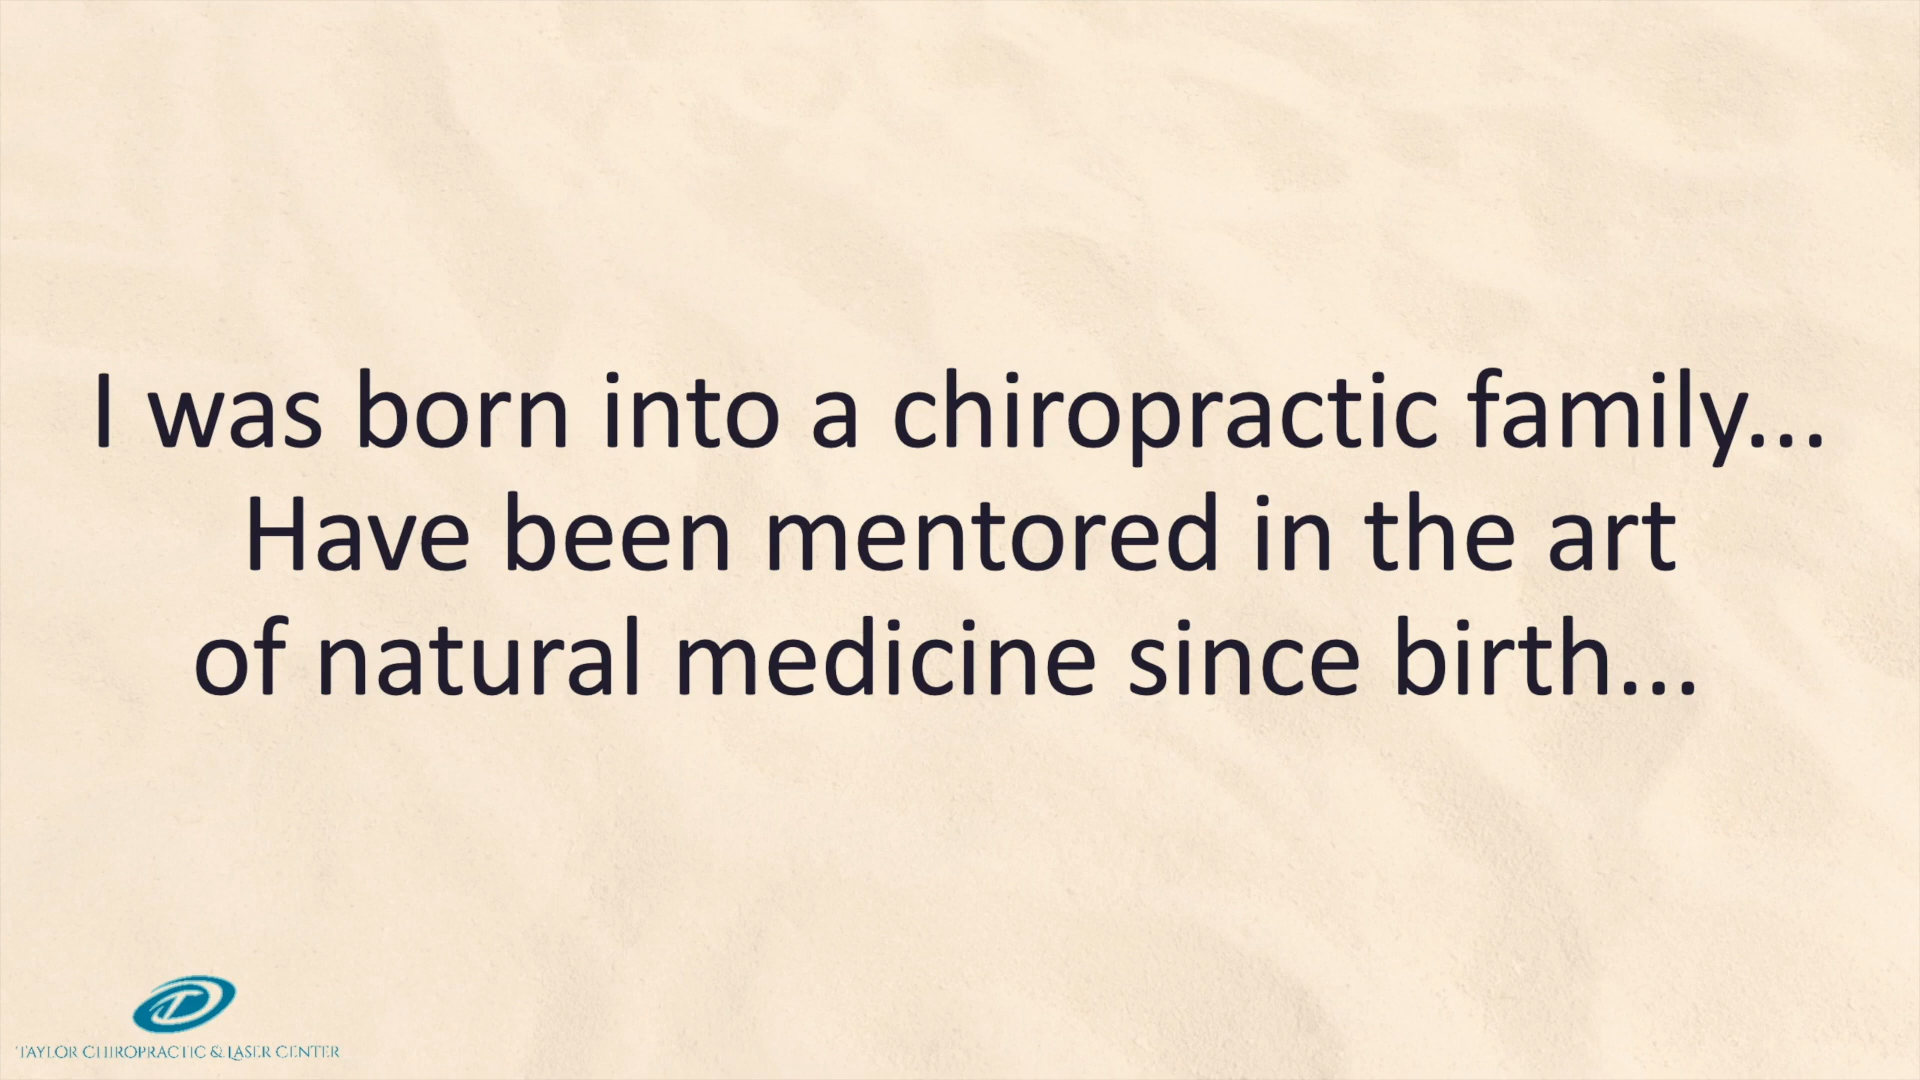 I was born into a chiropractic family...
Have been mentored in the art
of natural medicine since birth...
TAYLOR CHIROPRACTIC & LASER CENTER